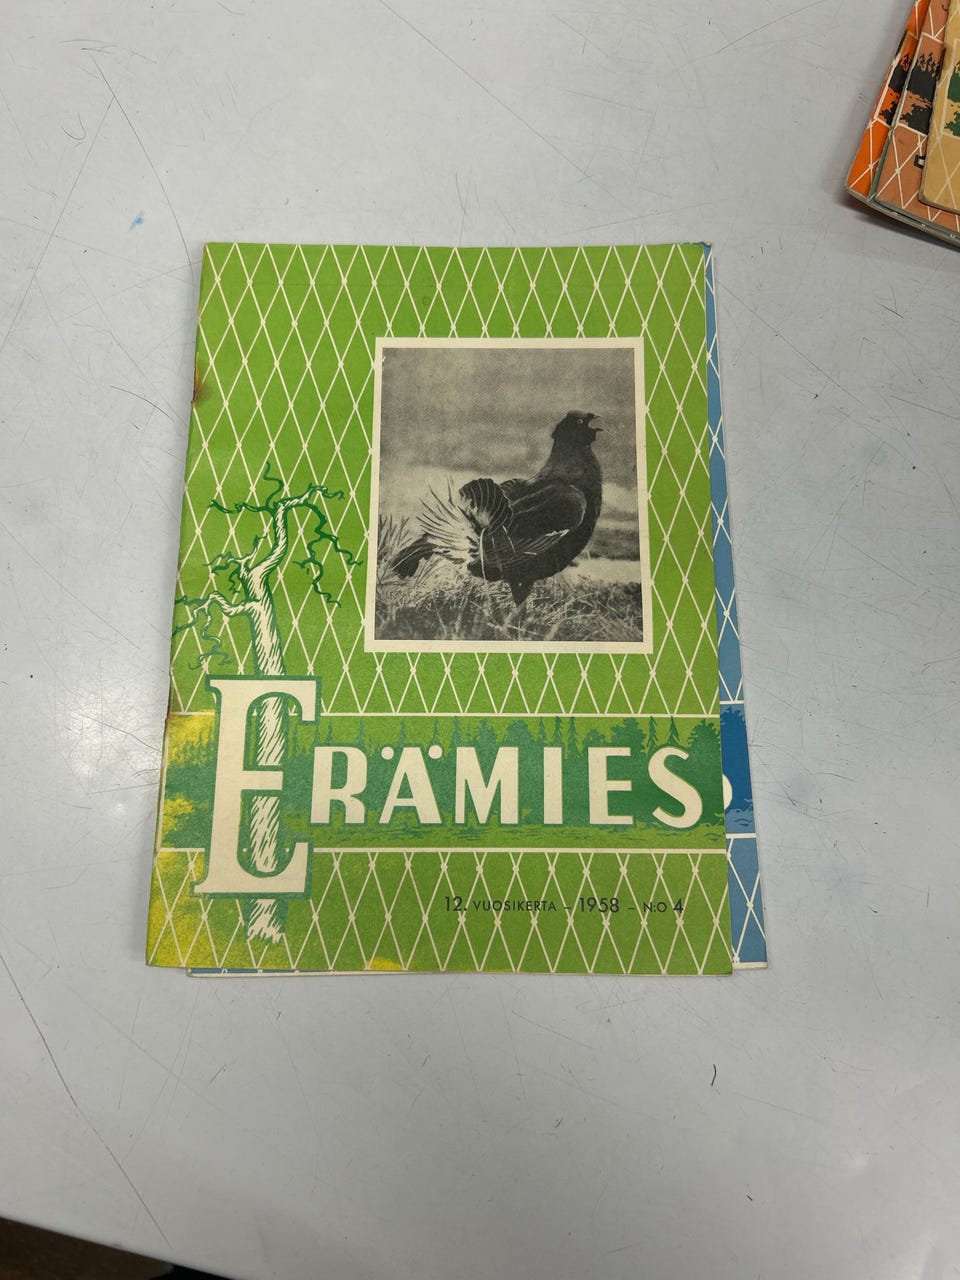 ERÄMIES
12. VUOSIKERTA – 1958 – N:O 4